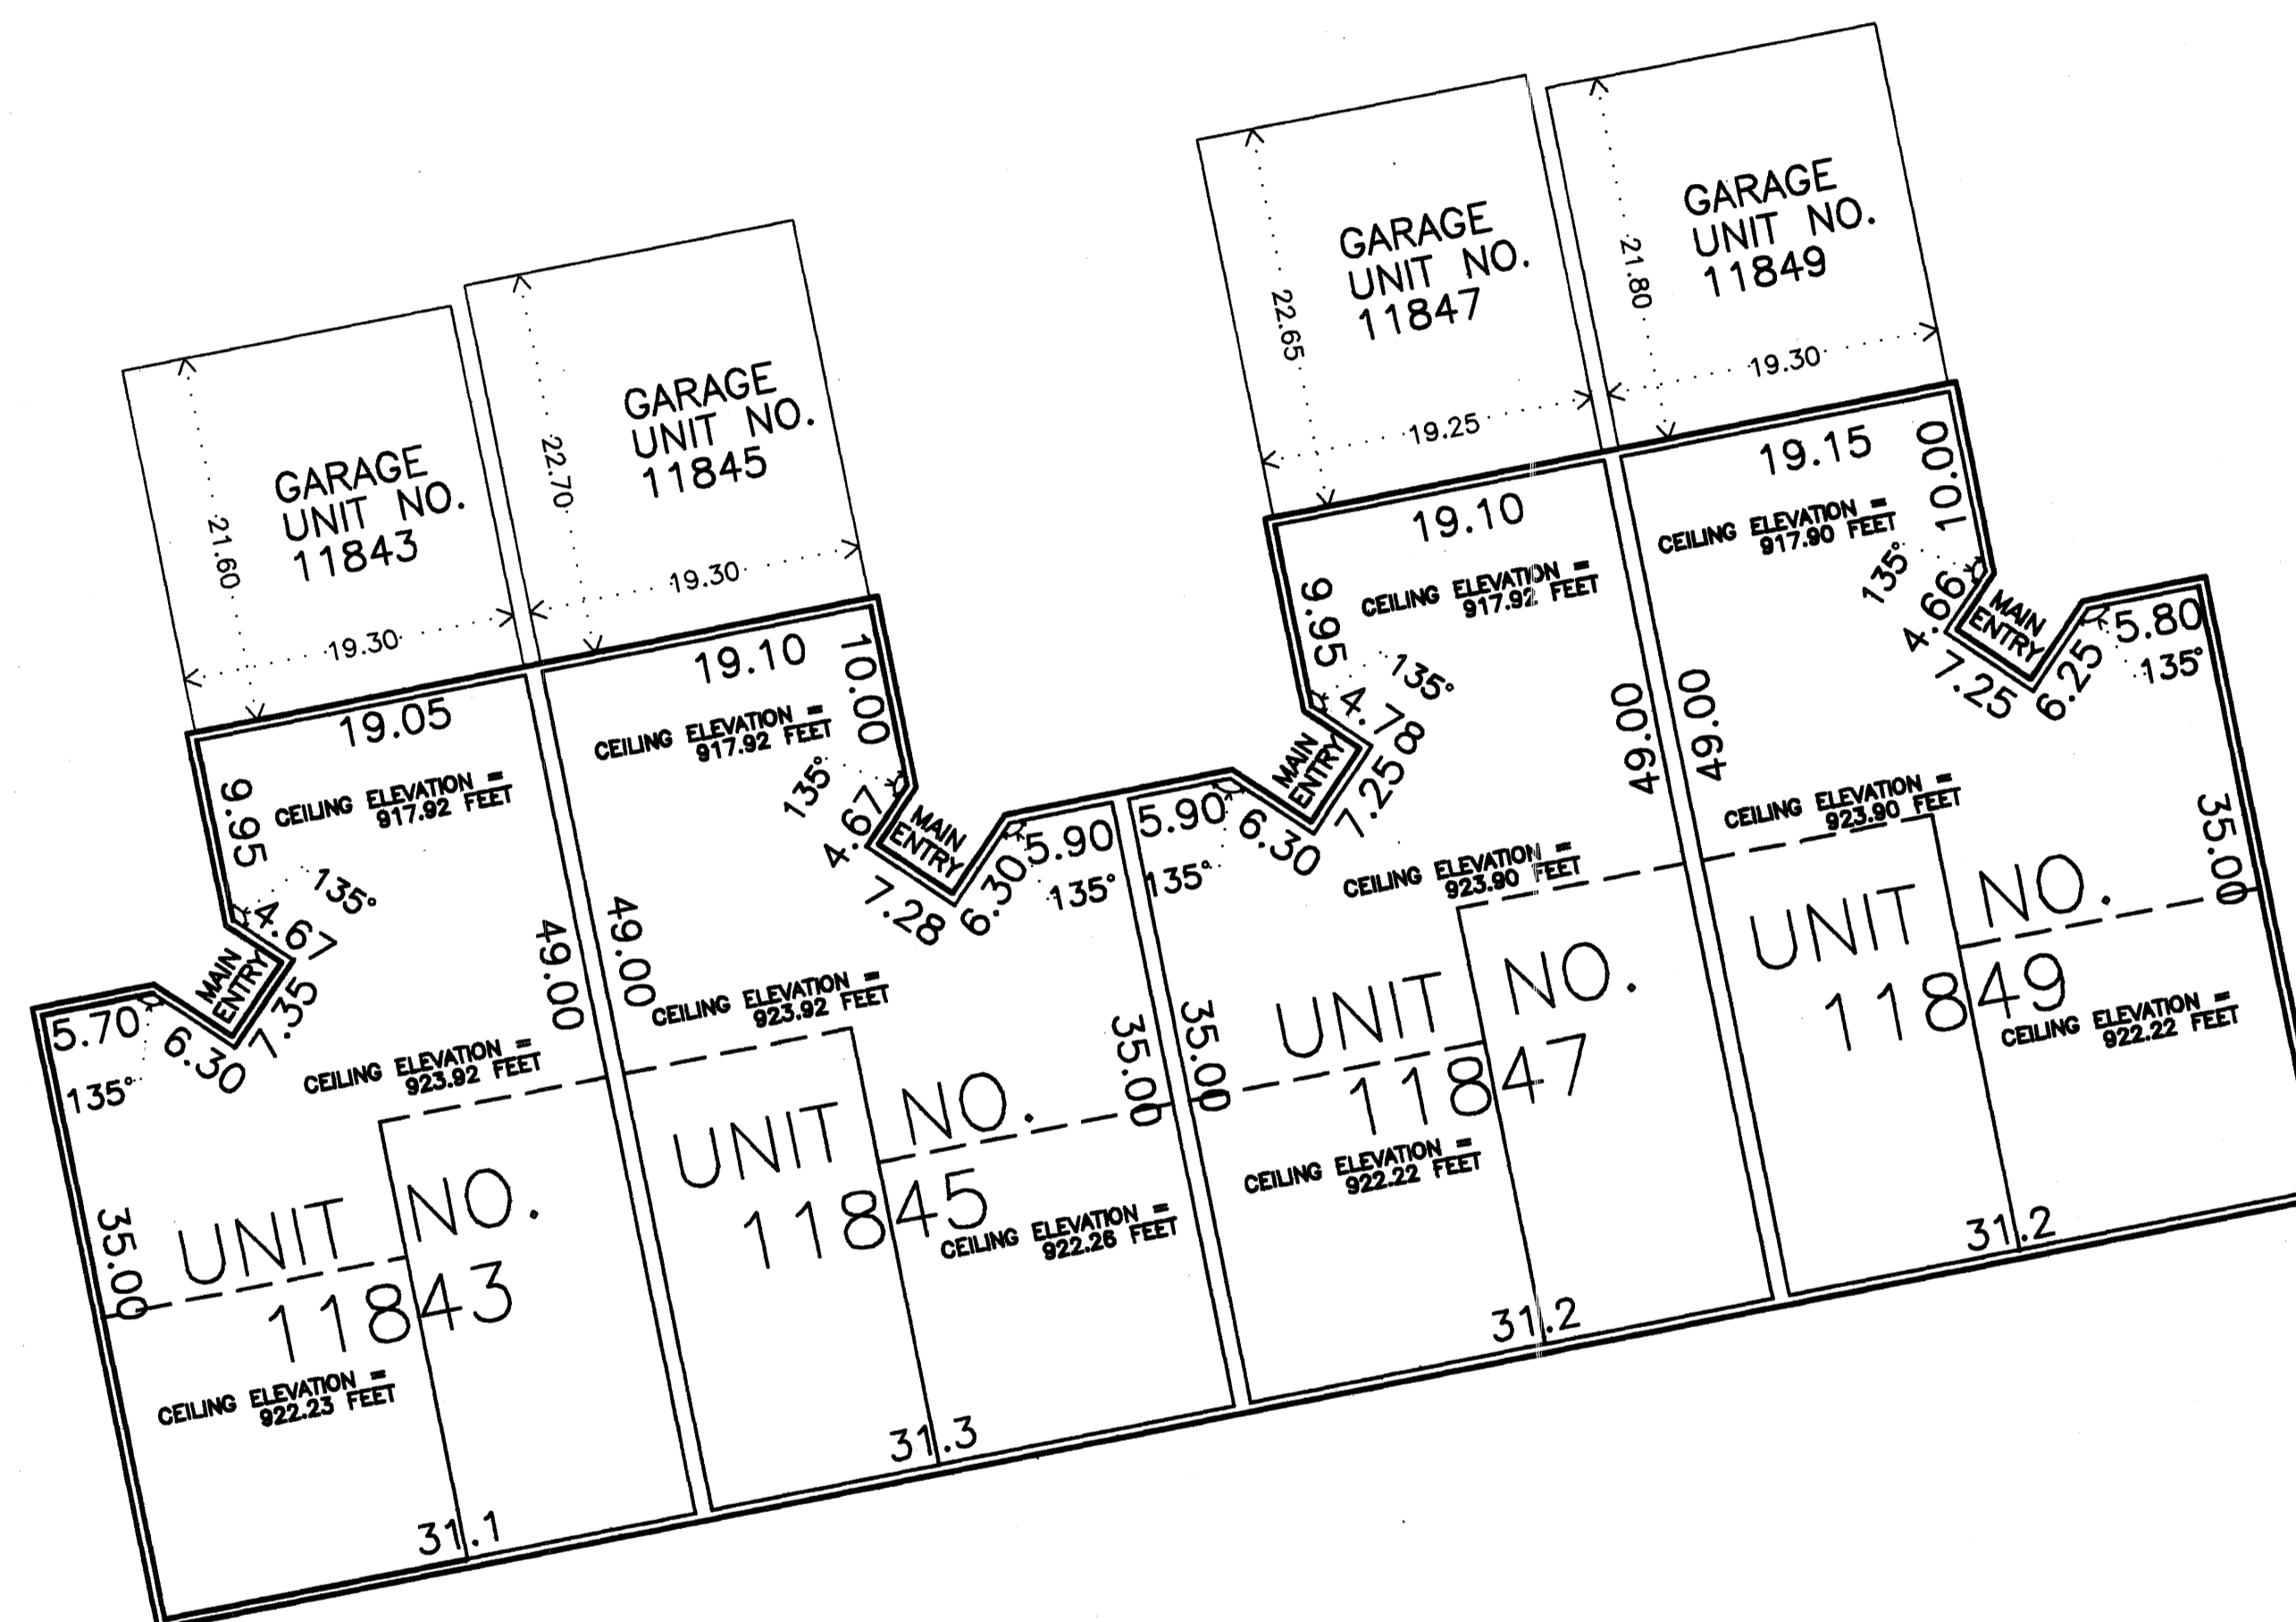 GARAGE
UNIT NO.
11843
21.60
19.30
GARAGE
UNIT NO.
11845
22.70
19.30
GARAGE
UNIT NO.
11847
22.65
19.25
GARAGE
UNIT NO.
11849
21.80
19.30
19.05
9.95
CEILING ELEVATION =
917.92 FEET
135°
4.67
MAIN
ENTRY
7.35
6.30
5.70
135°
49.00
CEILING ELEVATION =
923.92 FEET
UNIT NO.
11843
35.00
CEILING ELEVATION =
922.23 FEET
31.1
19.10
10.00
CEILING ELEVATION =
917.92 FEET
135°
4.67
MAIN
ENTRY
7.28
6.30
5.90
135°
49.00
CEILING ELEVATION =
923.92 FEET
35.00
UNIT NO.
11845
CEILING ELEVATION =
922.26 FEET
31.3
19.10
9.95
CEILING ELEVATION =
917.92 FEET
135°
4.78
MAIN
ENTRY
7.25
6.30
5.90
135°
49.00
CEILING ELEVATION =
923.90 FEET
35.00
UNIT NO.
11847
CEILING ELEVATION =
922.22 FEET
31.2
19.15
10.00
CEILING ELEVATION =
917.90 FEET
135°
4.66
MAIN
ENTRY
7.25
6.25
5.80
135°
49.00
CEILING ELEVATION =
923.90 FEET
35.00
UNIT NO.
11849
CEILING ELEVATION =
922.22 FEET
31.2